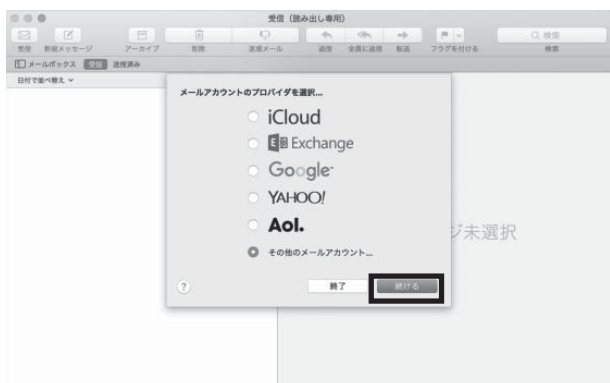 受信（読み出し専用）
受信 新規メッセージ アーカイブ 削除 迷惑メール 返信 全員に返信 転送 フラグを付ける 検索
検索
メールボックス 受信 送信済み
日付で並べ替え
メールアカウントのプロバイダを選択...
iCloud
Exchange
Google
YAHOO!
Aol.
その他のメールアカウント...
ジ未選択
? 終了 続ける